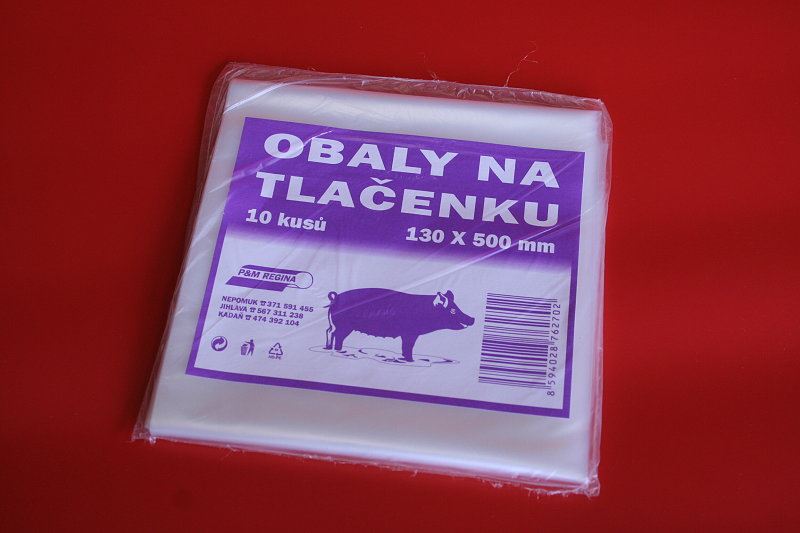 OBALY NA
TLAČENKU
10 kusů
130 X 500 mm
P&M REGINA
NEPOMUK ☎ 371 591 455
JIHLAVA ☎ 567 311 238
KADAŇ ☎ 474 392 104
8 594028 762702